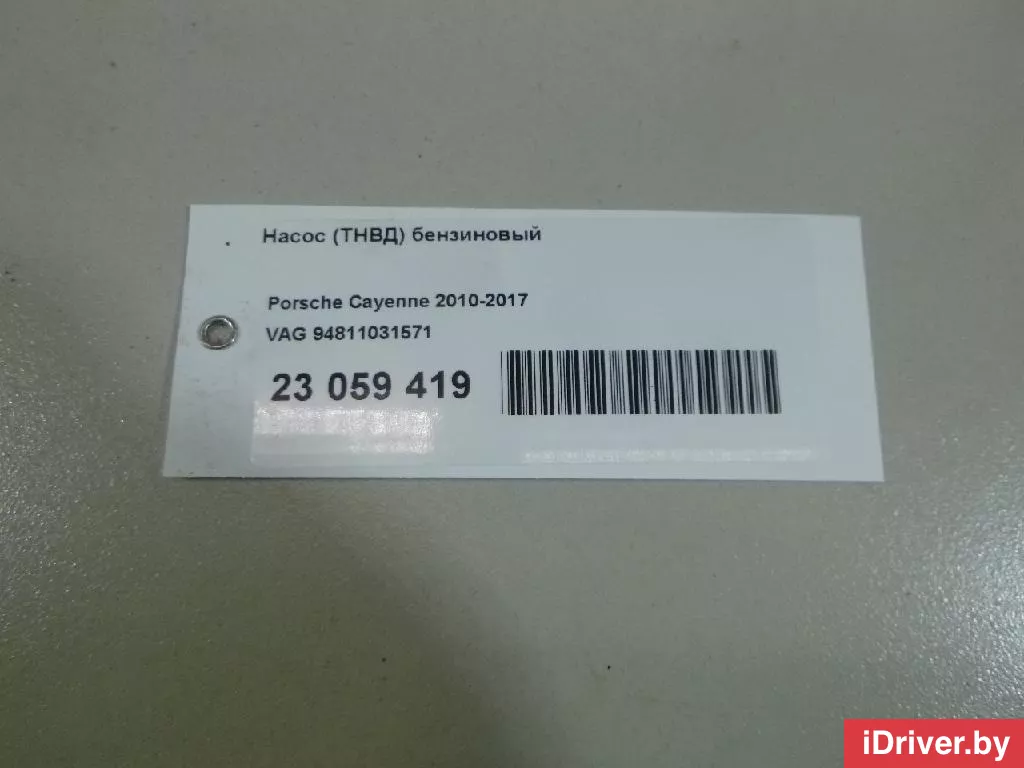 Насос (ТНВД) бензиновый
Porsche Cayenne 2010-2017
VAG 94811031571
23 059 419
iDriver.by